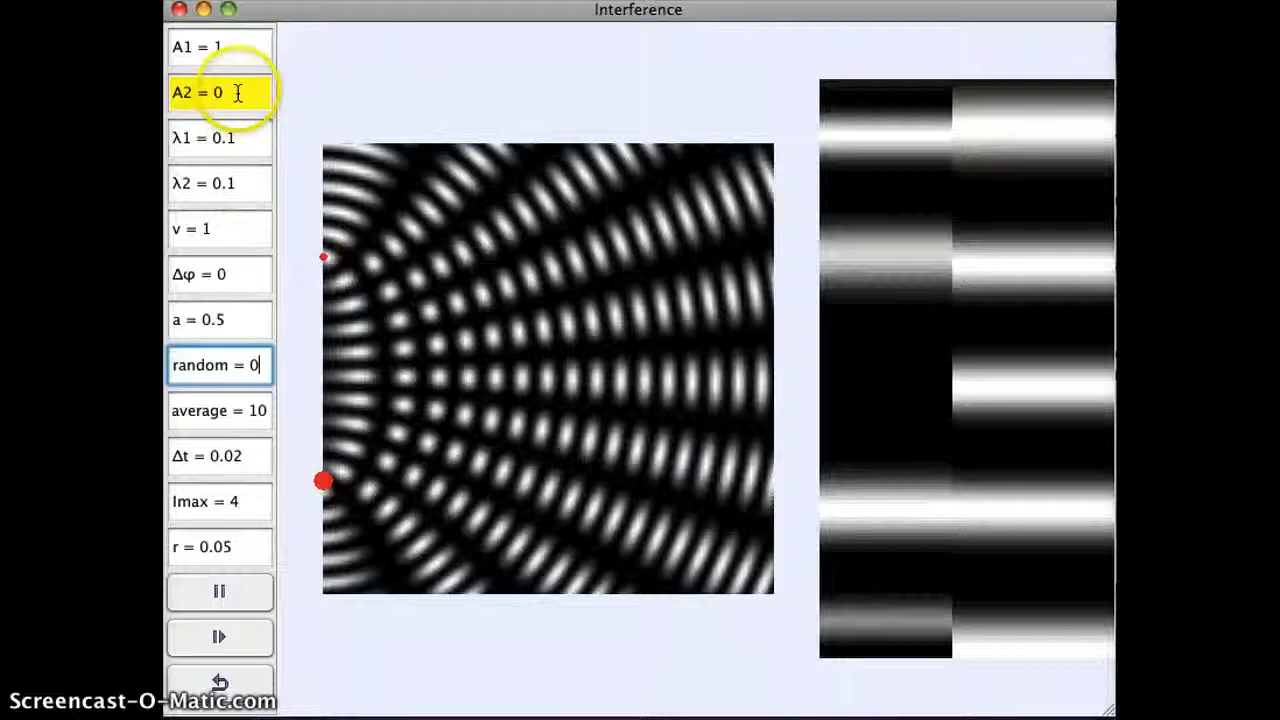 Interference
A1 = 1
A2 = 0
λ1 = 0.1
λ2 = 0.1
v = 1
Δφ = 0
a = 0.5
random = 0
average = 10
Δt = 0.02
Imax = 4
r = 0.05
Screencast-O-Matic.com